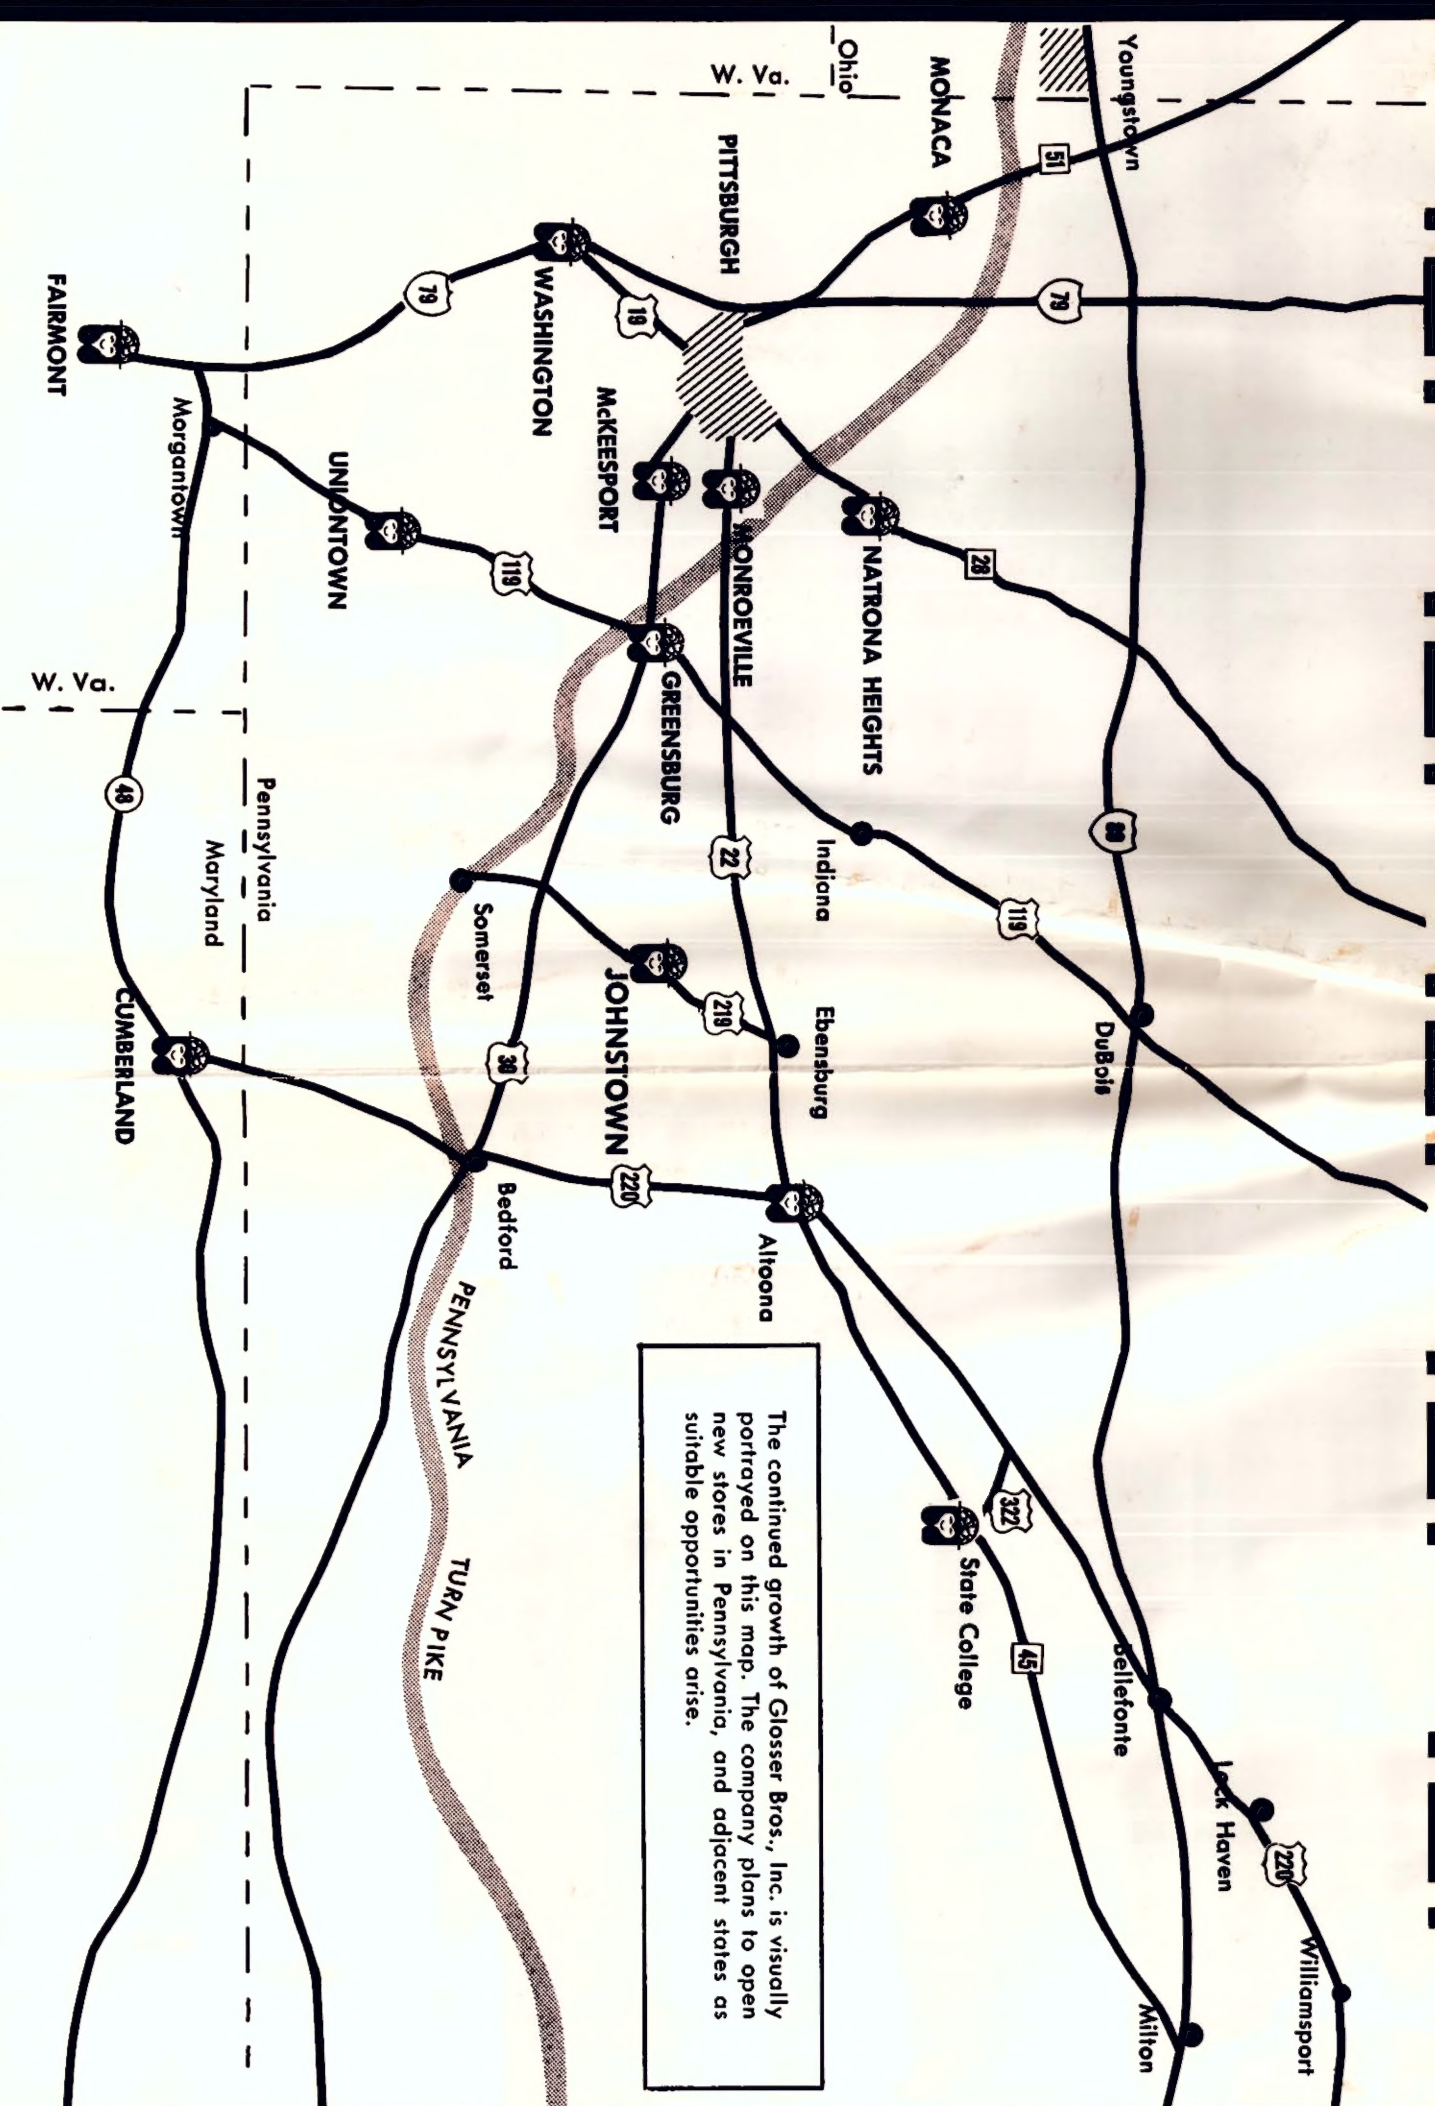 Youngstown
Ohio
W. Va.
MONACA
51
PITTSBURGH
79
79
WASHINGTON
19
FAIRMONT
Morgantown
McKEESPORT
UNIONTOWN
119
MONROEVILLE
NATRONA HEIGHTS
28
GREENSBURG
W. Va.
48
Pennsylvania
Maryland
22
Indiana
119
80
DuBois
Somerset
JOHNSTOWN
219
Ebensburg
CUMBERLAND
30
Bedford
220
Altoona
PENNSYLVANIA TURNPIKE
322
State College
45
Bellefonte
Lock Haven
220
Williamsport
Milton
The continued growth of Glosser Bros., Inc. is visually
portrayed on this map. The company plans to open
new stores in Pennsylvania, and adjacent states as
suitable opportunities arise.